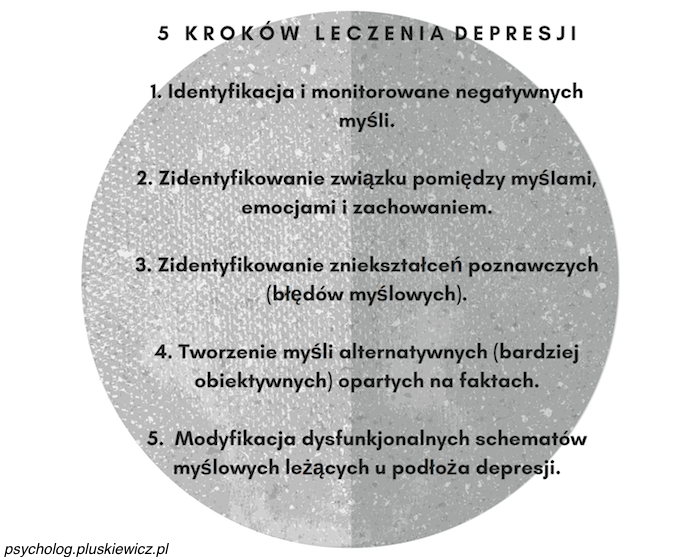 5 KROKÓW LECZENIA DEPRESJI
1. Identyfikacja i monitorowane negatywnych
myśli.
2. Zidentyfikowanie związku pomiędzy myślami,
emocjami i zachowaniem.
3. Zidentyfikowanie zniekształceń poznawczych
(błędów myślowych).
4. Tworzenie myśli alternatywnych (bardziej
obiektywnych) opartych na faktach.
5. Modyfikacja dysfunkjonalnych schematów
myślowych leżących u podłoża depresji.
psycholog.pluskiewicz.pl